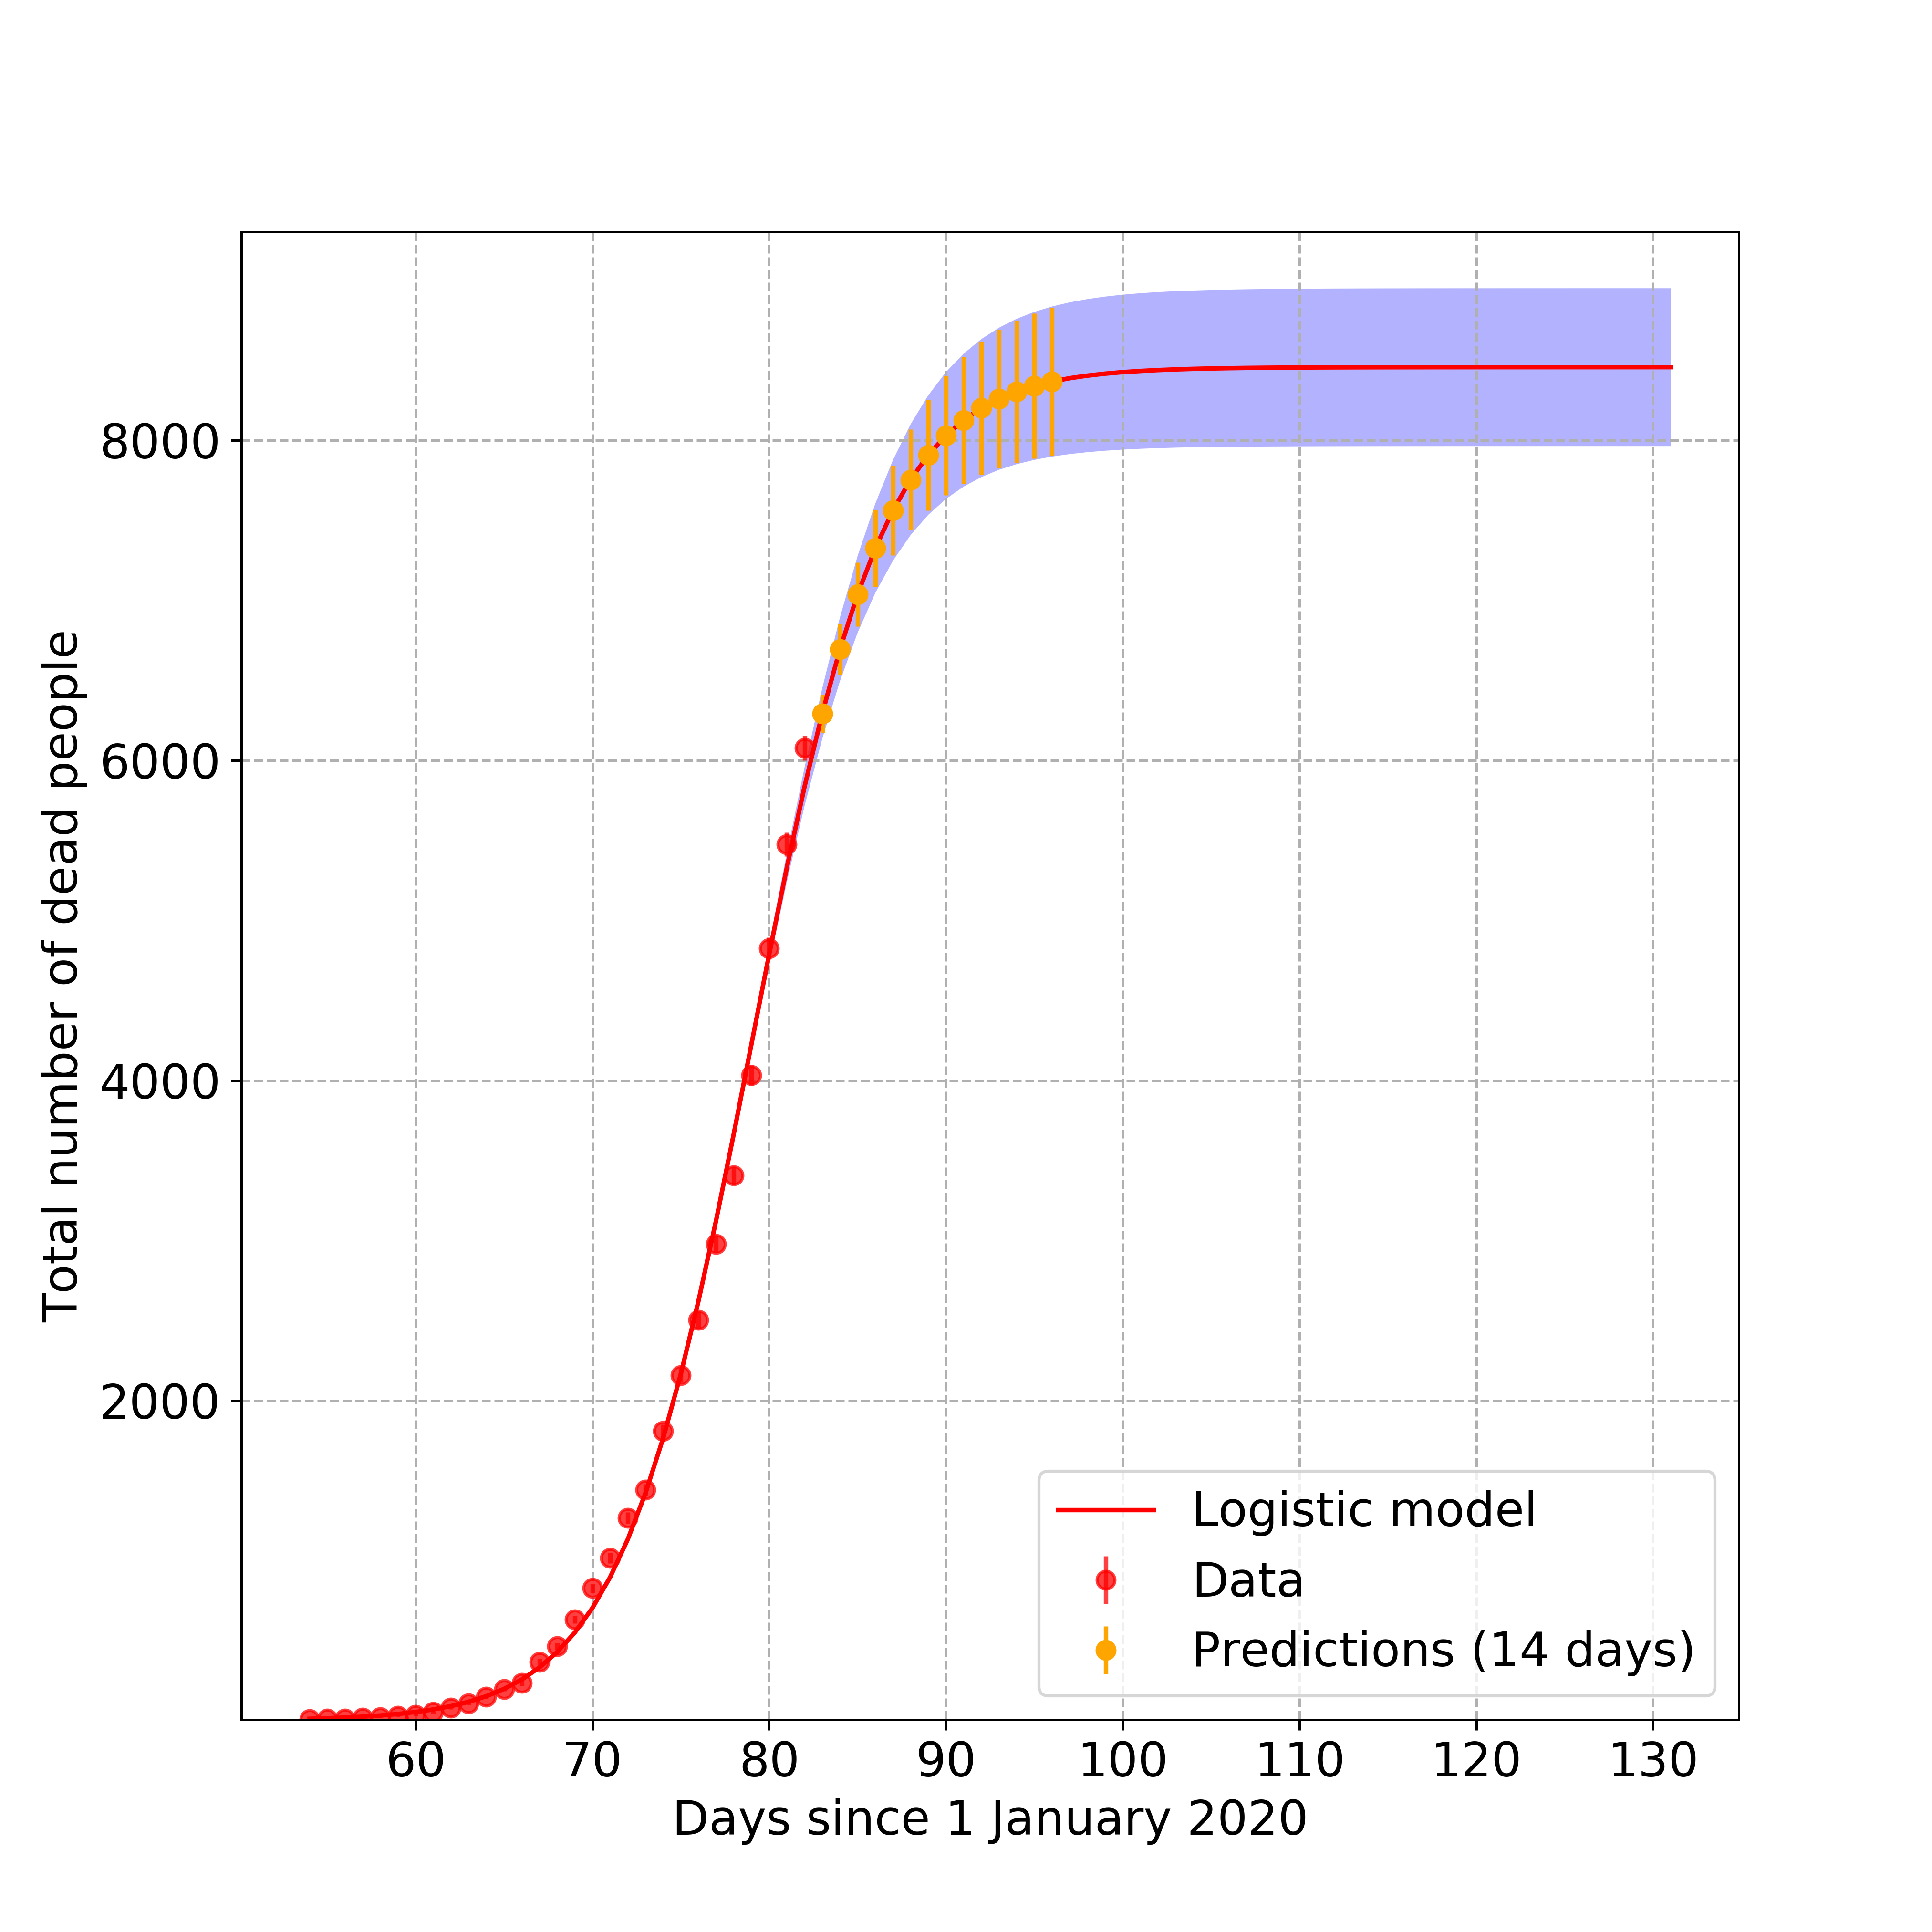 Total number of dead people
8000
6000
4000
2000
Logistic model
Data
Predictions (14 days)
60 70 80 90 100 110 120 130
Days since 1 January 2020